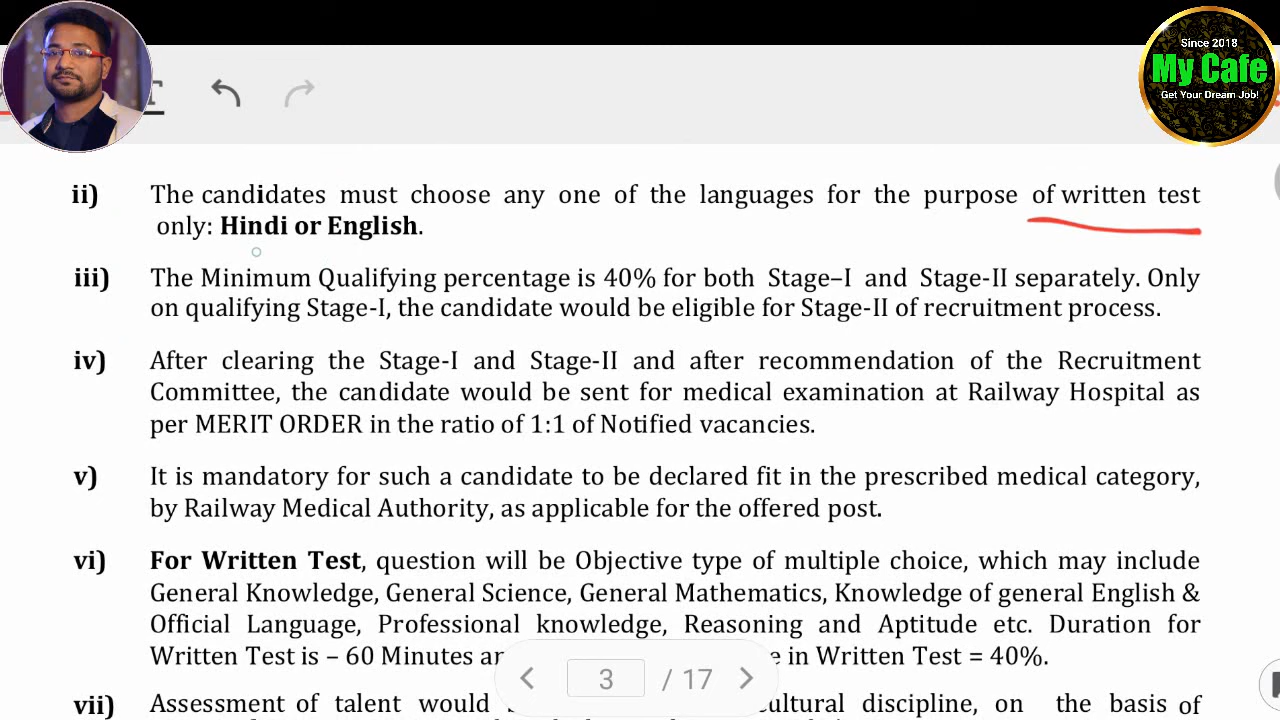 Since 2018
My Cafe
Get Your Dream Job!
T
ii) The candidates must choose any one of the languages for the purpose of written test
only: Hindi or English.
iii) The Minimum Qualifying percentage is 40% for both Stage–I and Stage-II separately. Only
on qualifying Stage-I, the candidate would be eligible for Stage-II of recruitment process.
iv) After clearing the Stage-I and Stage-II and after recommendation of the Recruitment
Committee, the candidate would be sent for medical examination at Railway Hospital as
per MERIT ORDER in the ratio of 1:1 of Notified vacancies.
v) It is mandatory for such a candidate to be declared fit in the prescribed medical category,
by Railway Medical Authority, as applicable for the offered post.
vi) For Written Test, question will be Objective type of multiple choice, which may include
General Knowledge, General Science, General Mathematics, Knowledge of general English &
Official Language, Professional knowledge, Reasoning and Aptitude etc. Duration for
Written Test is – 60 Minutes in Written Test = 40%.
3 / 17
vii) Assessment of talent would discipline, on the basis of